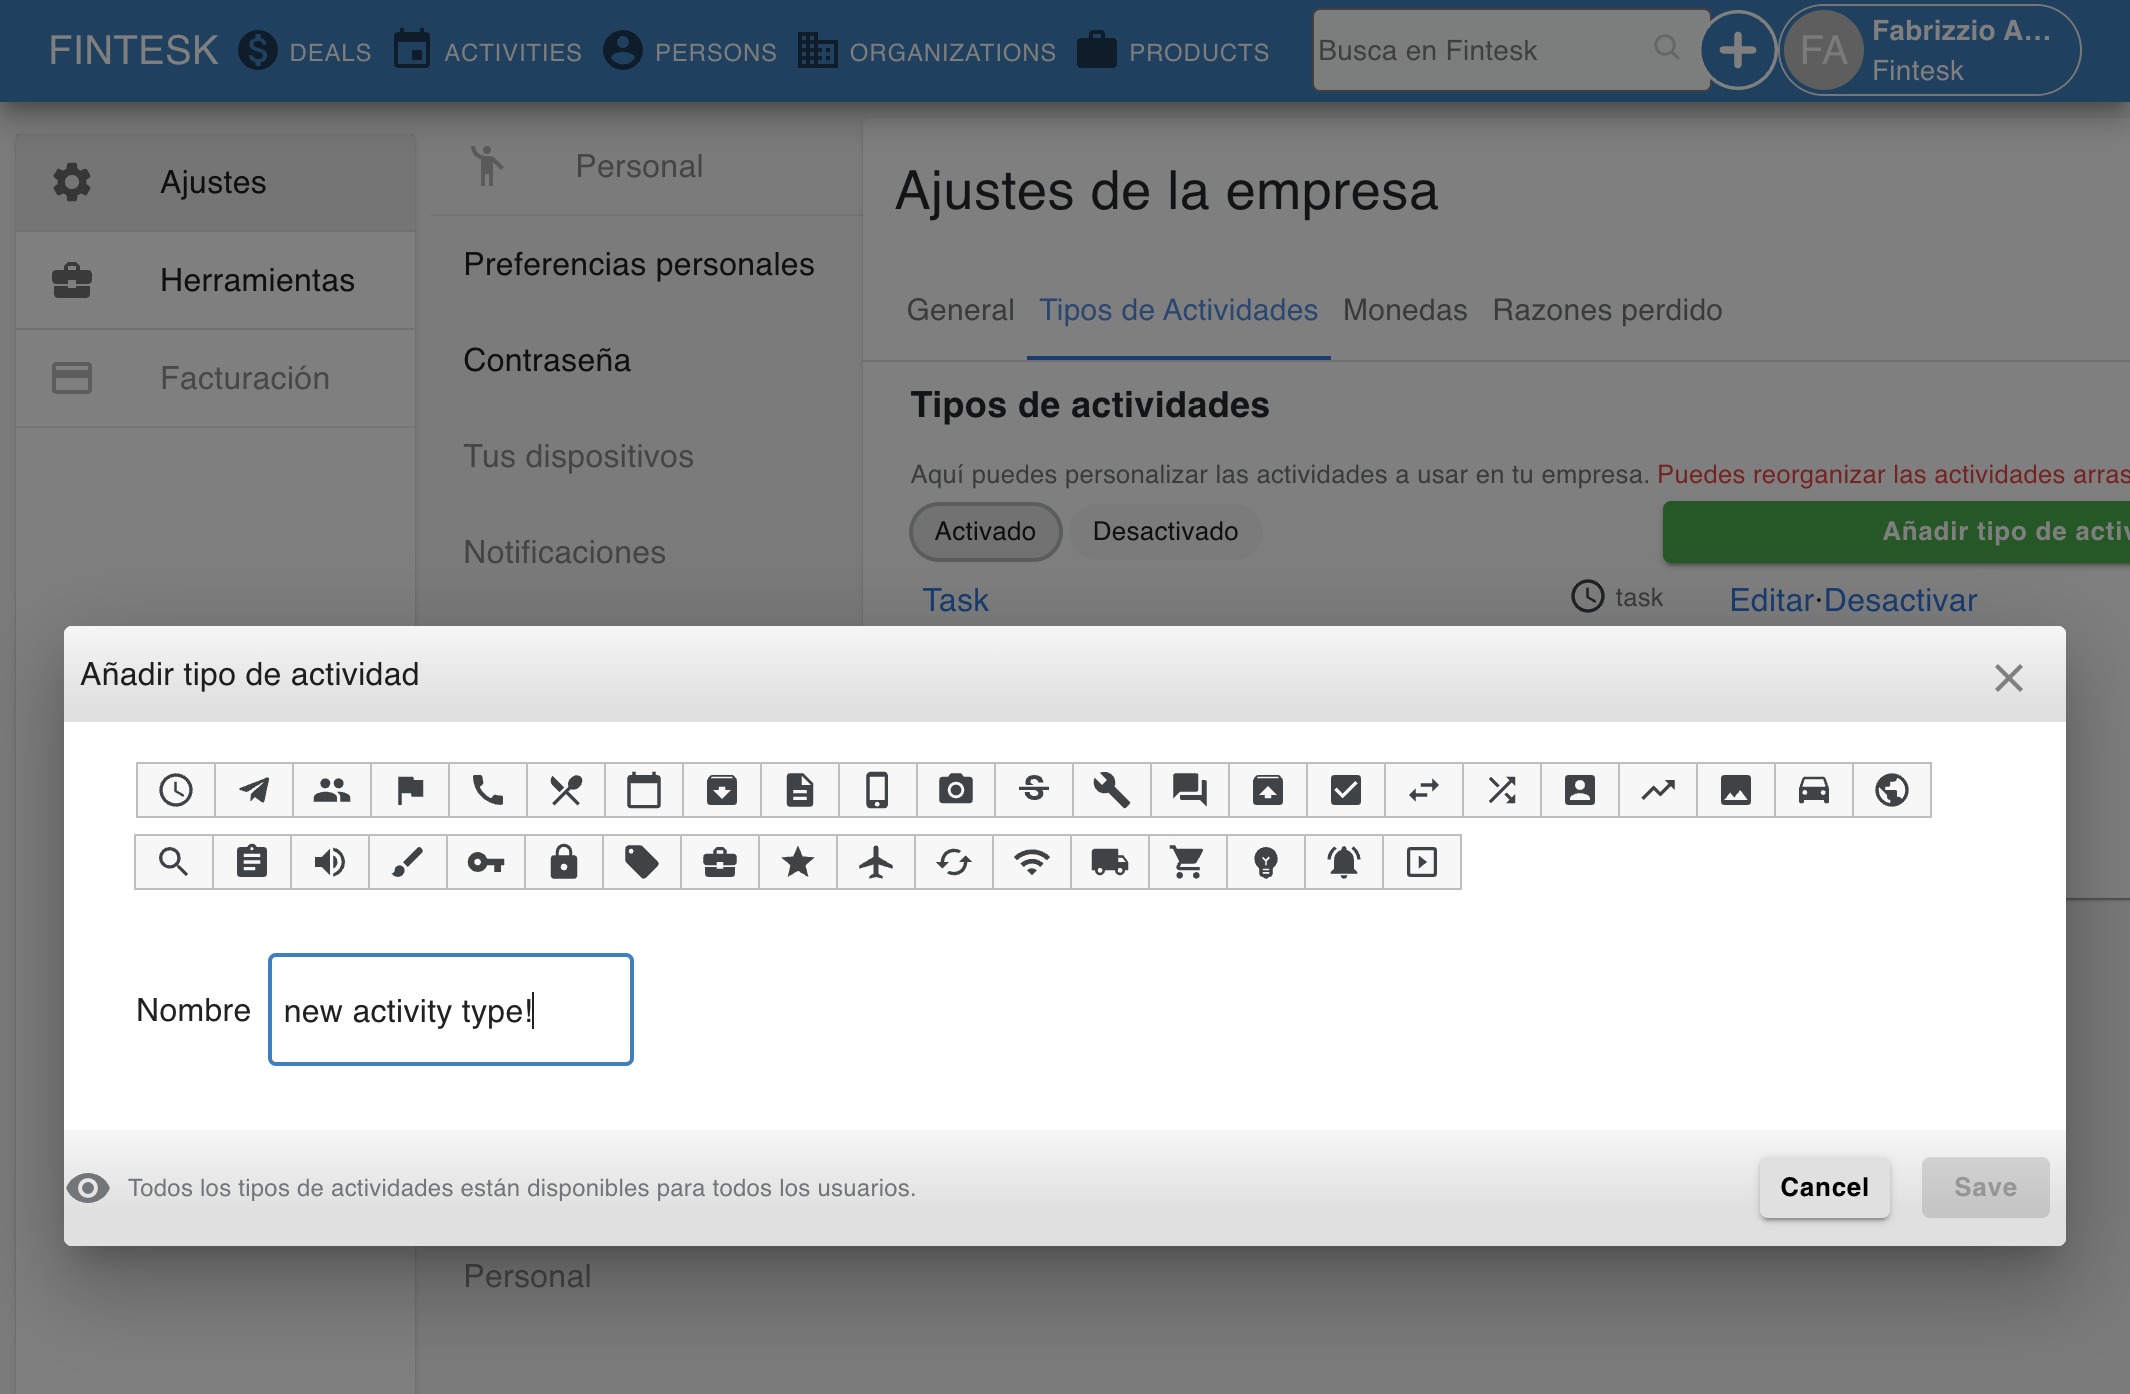 FINTESK DEALS ACTIVITIES PERSONS ORGANIZATIONS PRODUCTS Busca en Fintesk FA Fabrizzio A...
Fintesk
Ajustes
Herramientas
Facturación
Personal
Preferencias personales
Contraseña
Tus dispositivos
Notificaciones
Ajustes de la empresa
General Tipos de Actividades Monedas Razones perdido
Tipos de actividades
Aquí puedes personalizar las actividades a usar en tu empresa. Puedes reorganizar las actividades arras
Activado Desactivado Añadir tipo de activ
Task task Editar·Desactivar
Añadir tipo de actividad
Nombre new activity type!
Todos los tipos de actividades están disponibles para todos los usuarios. Cancel Save
Personal